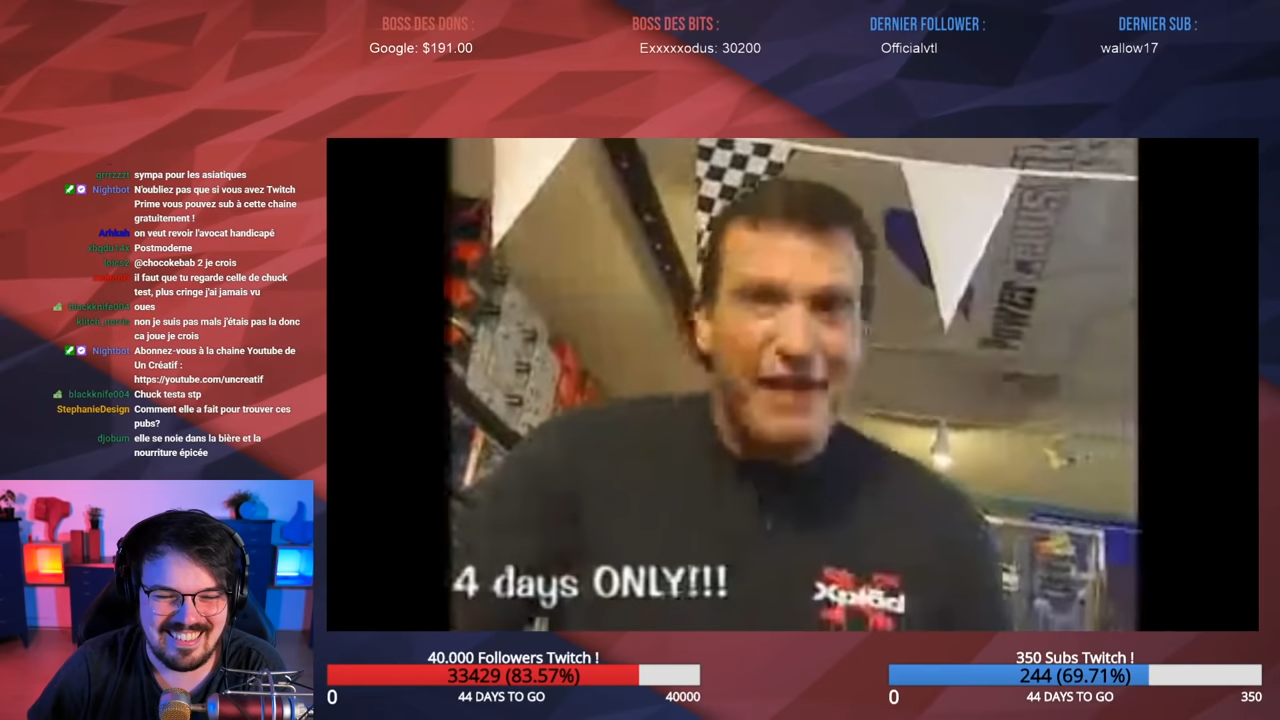 BOSS DES DONS :
Google: $191.00
BOSS DES BITS :
Exxxxxodus: 30200
DERNIER FOLLOWER :
Officialvtl
DERNIER SUB :
wallow17
sympa pour les asiatiques
Nightbot N'oubliez pas que si vous avez Twitch
Prime vous pouvez sub à cette chaine
gratuitement !
Arhkah on veut revoir l'avocat handicapé
Postmoderne
@chocokebab 2 je crois
il faut que tu regarde celle de chuck
test, plus cringe j'ai jamais vu
blackknife004 oues
non je suis pas mals j'étais pas la donc
ca joue je crois
Nightbot Abonnez-vous à la chaine Youtube de
Un Créatif :
https://youtube.com/uncreatif
blackknife004 Chuck testa stp
StephanieDesign Comment elle a fait pour trouver ces
pubs?
djobum elle se noie dans la bière et la
nourriture épicée
POWER
4 days ONLY!!!
Xplōd
40.000 Followers Twitch !
33429 (83.57%)
0
44 DAYS TO GO
40000
350 Subs Twitch !
244 (69.71%)
0
44 DAYS TO GO
350